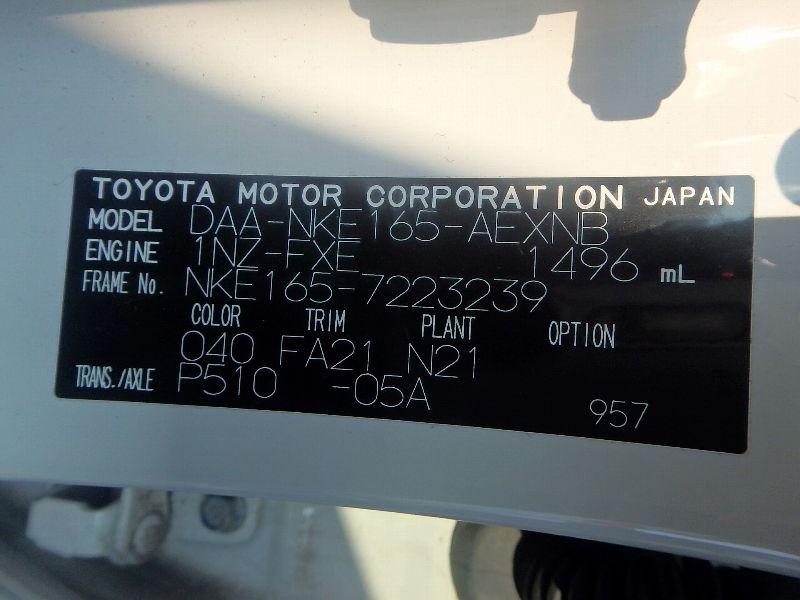 TOYOTA MOTOR CORPORATION JAPAN
MODEL DAA-NKE165-AEXNB
ENGINE 1NZ-FXE 1496 mL
FRAME No. NKE165-7223239
COLOR TRIM PLANT OPTION
040 FA21 N21
TRANS./AXLE P510 -05A 957